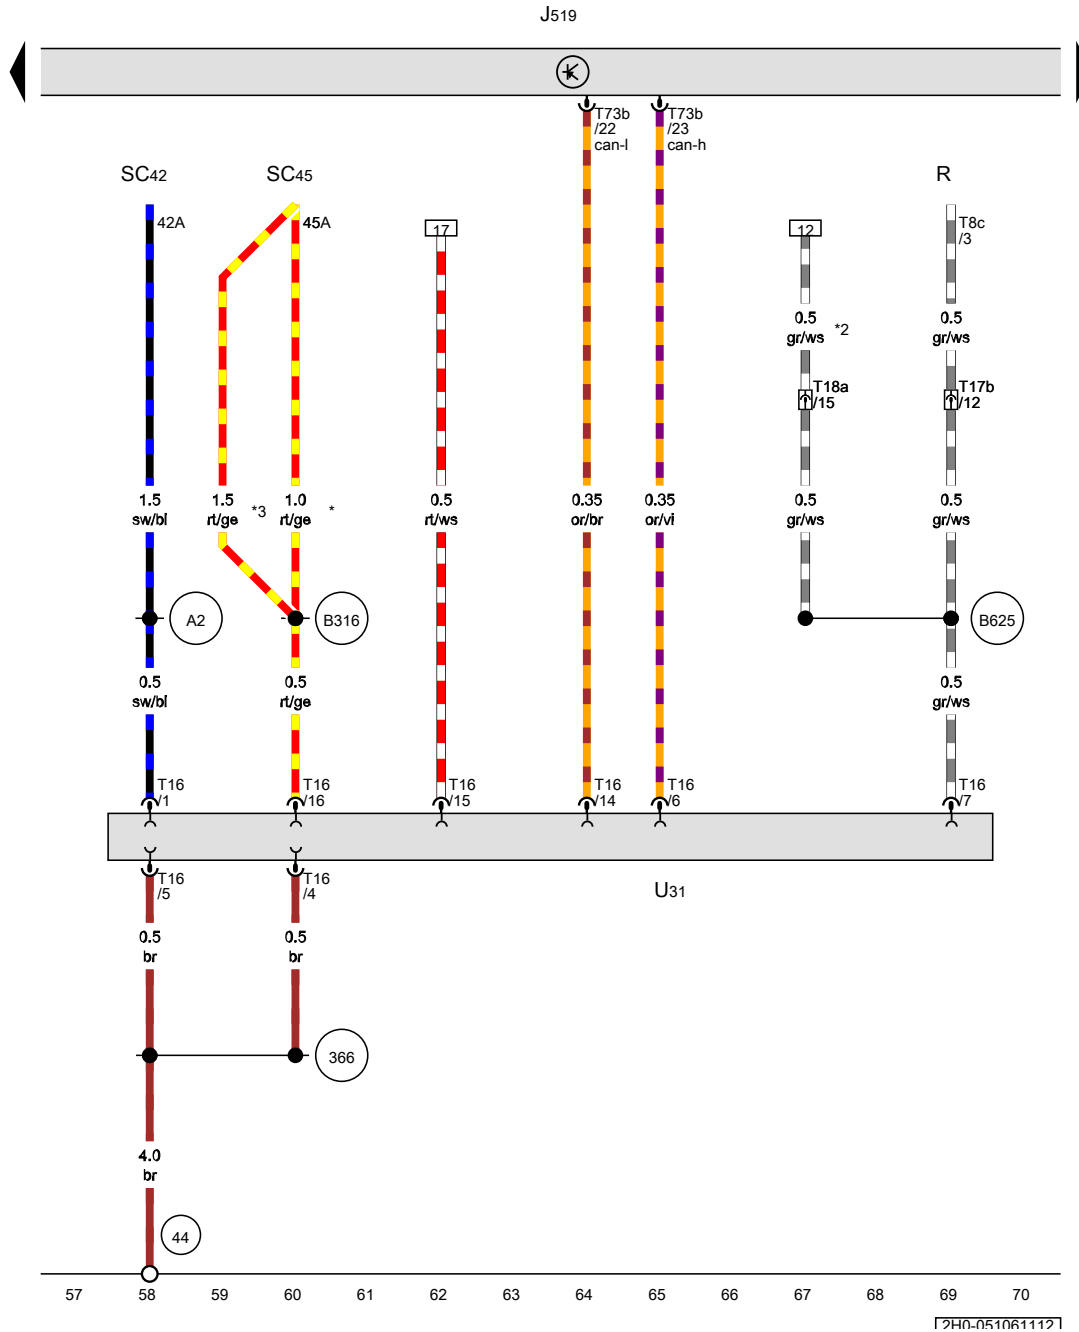 J519
T73b
/22
can-l
T73b
/23
can-h
SC42
SC45
R
42A
45A
17
12
T8c
/3
0.5
gr/ws
*2
0.5
gr/ws
T18a
/15
T17b
/12
1.5
sw/bl
1.5
rt/ge
*3
1.0
rt/ge
*
0.5
rt/ws
0.35
or/br
0.35
or/vi
0.5
gr/ws
0.5
gr/ws
A2
B316
B625
0.5
sw/bl
0.5
rt/ge
0.5
gr/ws
T16
/1
T16
/16
T16
/15
T16
/14
T16
/6
T16
/7
T16
/5
T16
/4
U31
0.5
br
0.5
br
366
4.0
br
44
57 58 59 60 61 62 63 64 65 66 67 68 69 70
2H0-051061112